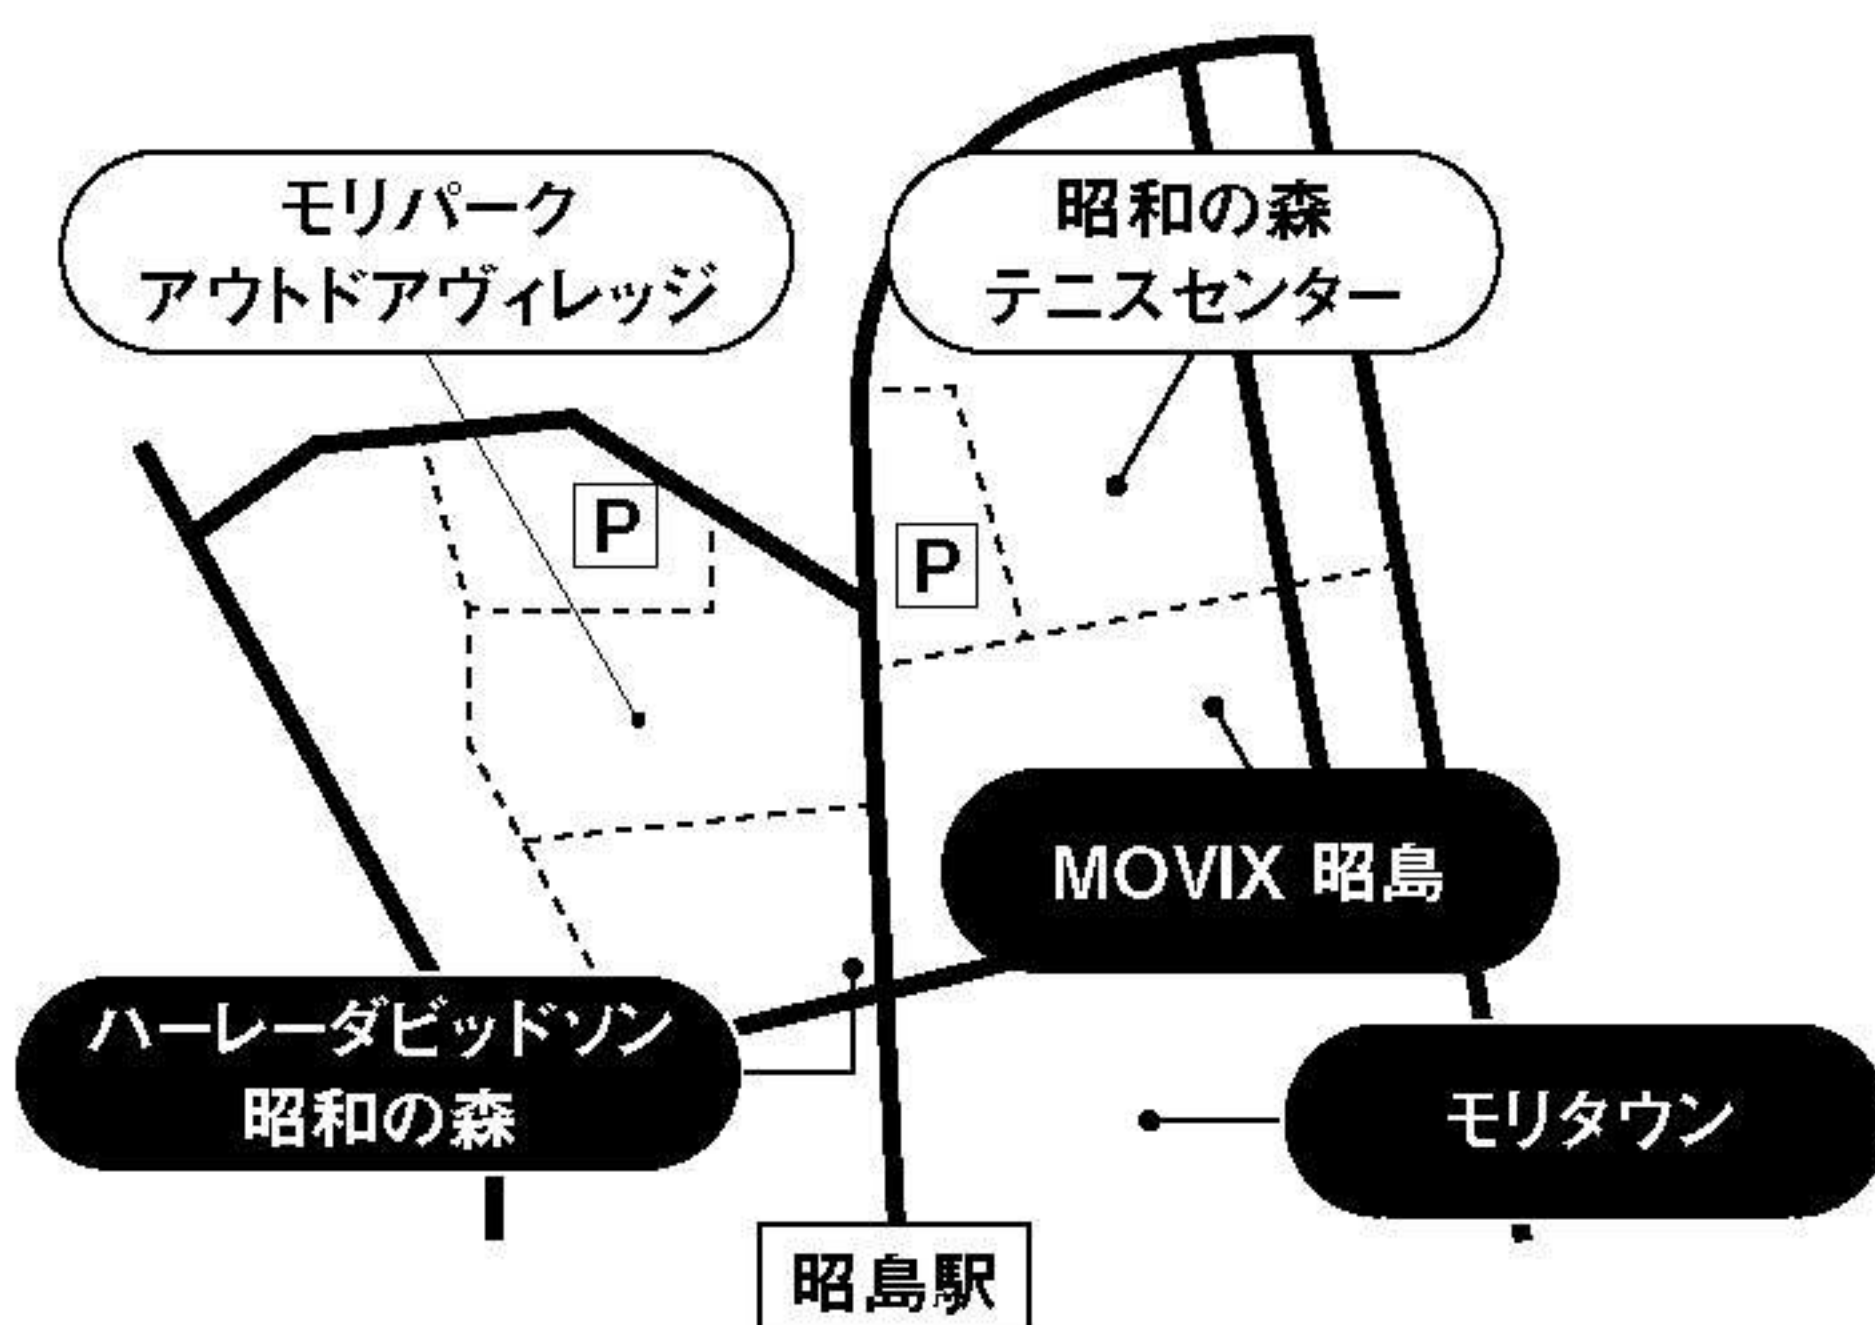 モリパーク
アウトドアヴィレッジ
昭和の森
テニスセンター
P
P
MOVIX 昭島
ハーレーダビッドソン
昭和の森
モリタウン
昭島駅